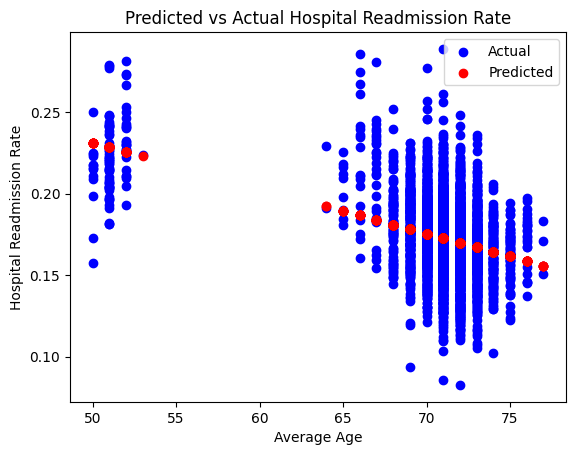 Predicted vs Actual Hospital Readmission Rate
Actual
Predicted
Hospital Readmission Rate
0.25
0.20
0.15
0.10
50
55
60
65
70
75
Average Age